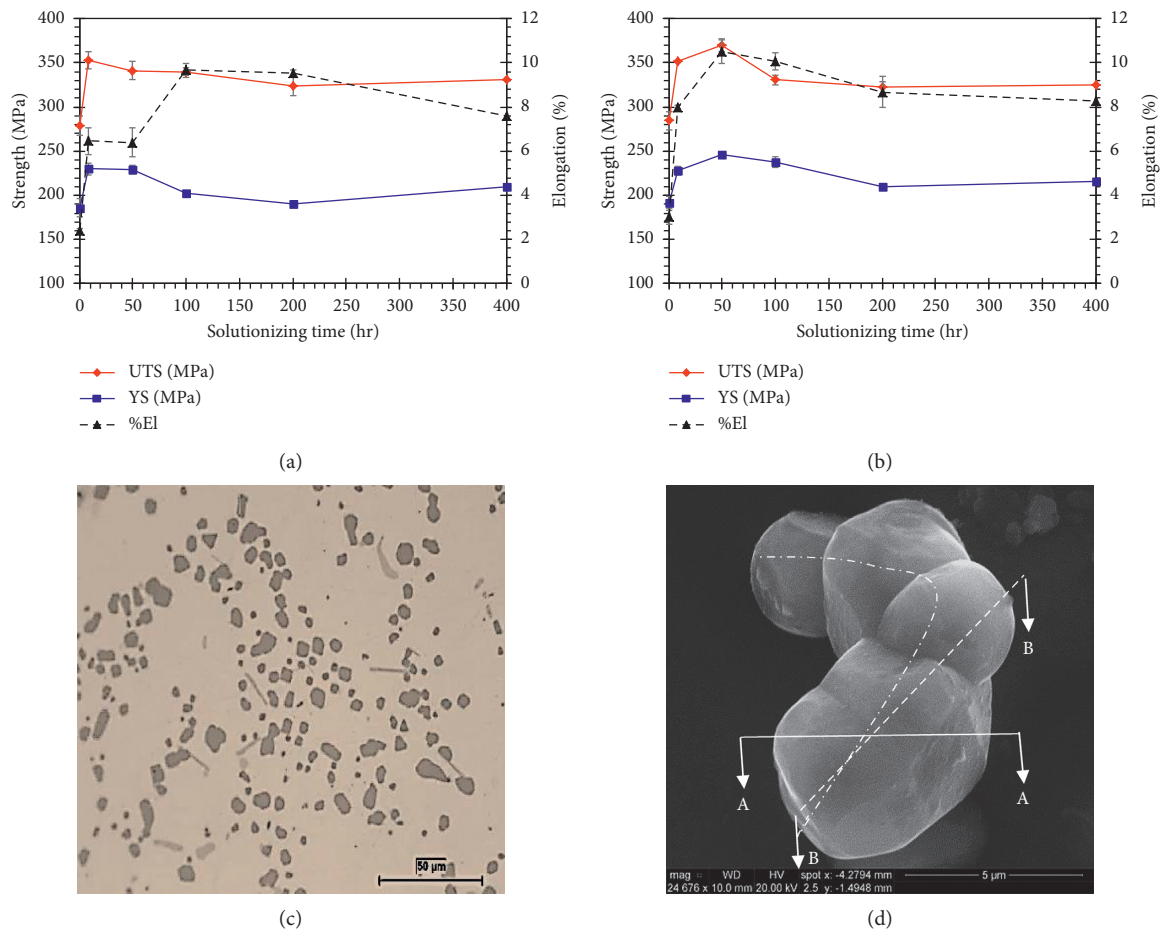 400
350
300
250
200
150
100
Strength (MPa)
12
10
8
6
4
2
0
Elongation (%)
0 50 100 150 200 250 300 350 400
Solutionizing time (hr)
UTS (MPa)
YS (MPa)
%El
(a)
400
350
300
250
200
150
100
Strength (MPa)
12
10
8
6
4
2
0
Elongation (%)
0 50 100 150 200 250 300 350 400
Solutionizing time (hr)
UTS (MPa)
YS (MPa)
%El
(b)
50 µm
(c)
B
A
A
B
mag WD HV spot x: -4.2794 mm 5 µm
24 676 x 10.0 mm 20.00 kV 2.5 y: -1.4948 mm
(d)